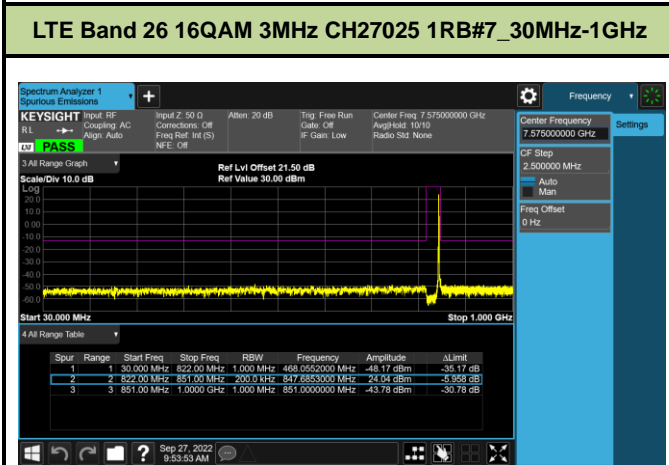 LTE Band 26 16QAM 3MHz CH27025 1RB#7_30MHz-1GHz
Spectrum Analyzer 1
Spurious Emissions
+
Frequency
KEYSIGHT
RL
LXI
PASS
Input: RF
Coupling: AC
Align: Auto
Input Z: 50 Ω
Corrections: Off
Freq Ref: Int (S)
NFE: Off
Atten: 20 dB
Trig: Free Run
Gate: Off
IF Gain: Low
Center Freq: 7.575000000 GHz
Avg|Hold: 10/10
Radio Std: None
Center Frequency
7.575000000 GHz
Settings
CF Step
2.500000 MHz
Auto
Man
Freq Offset
0 Hz
3 All Range Graph
Scale/Div 10.0 dB
Ref Lvl Offset 21.50 dB
Ref Value 30.00 dBm
Log
20.0
10.0
0.00
-10.0
-20.0
-30.0
-40.0
-50.0
-60.0
Start 30.000 MHz
Stop 1.000 GHz
4 All Range Table
Spur Range Start Freq Stop Freq RBW Frequency Amplitude ΔLimit
1 1 30.000 MHz 822.00 MHz 1.000 MHz 468.0552000 MHz -48.17 dBm -35.17 dB
2 2 822.00 MHz 851.00 MHz 200.0 kHz 847.6853000 MHz 24.04 dBm -5.958 dB
3 3 851.00 MHz 1.0000 GHz 1.000 MHz 851.0000000 MHz -43.78 dBm -30.78 dB
?
Sep 27, 2022
9:53:53 AM